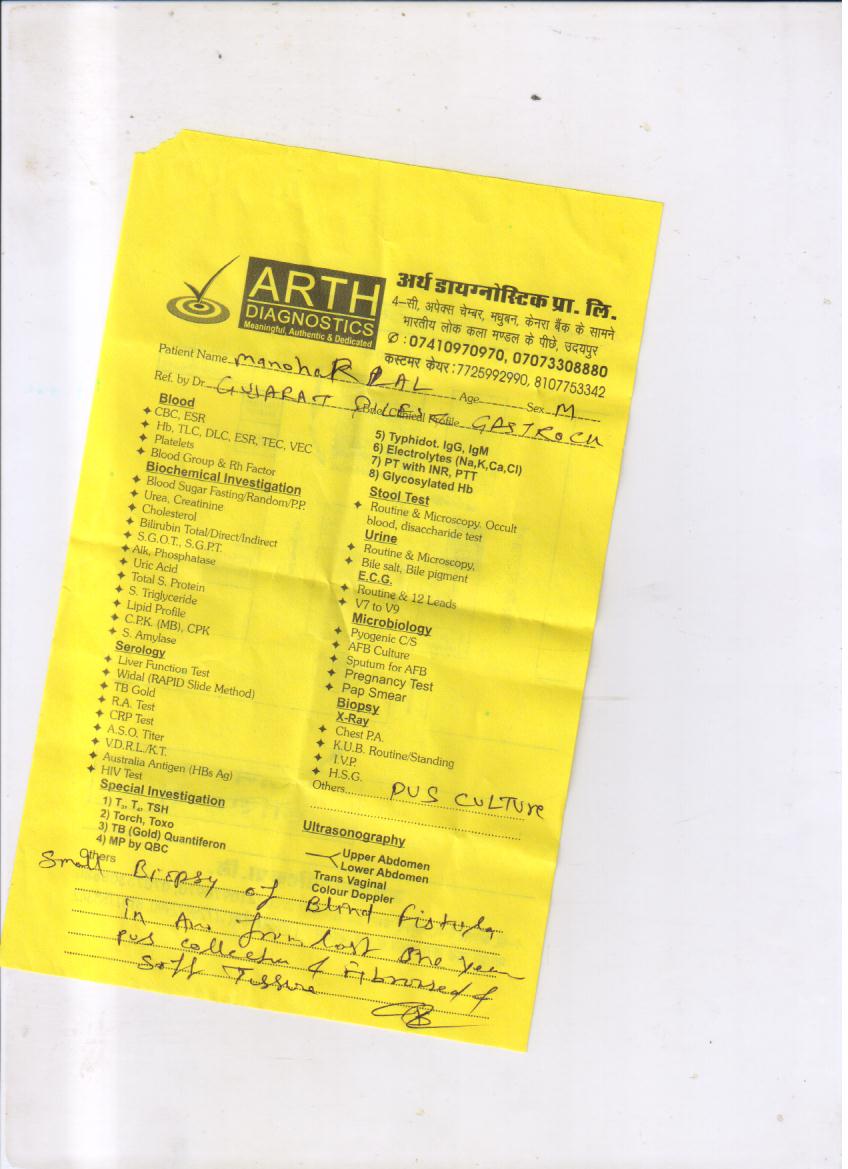 ARTH
DIAGNOSTICS
Meaningful, Authentic & Dedicated
अर्थ डायग्नोस्टिक प्रा. लि.
4–सी, अपेक्स चेम्बर, मधुबन, केनरा बैंक के सामने
भारतीय लोक कला मण्डल के पीछे, उदयपुर
✆ : 07410970970, 07073308880
कस्टमर केयर : 7725992990, 8107753342
Patient Name Manohar LAL Age Sex M
Ref. by Dr. GUJARAT PILES Brief Clinical Profile GASTROCU
Blood
CBC, ESR
Hb, TLC, DLC, ESR, TEC, VEC
Platelets
Blood Group & Rh Factor
Biochemical Investigation
Blood Sugar Fasting/Random/P.P.
Urea, Creatinine
Cholesterol
Bilirubin Total/Direct/Indirect
S.G.O.T., S.G.P.T.
Alk, Phosphatase
Uric Acid
Total S. Protein
S. Triglyceride
Lipid Profile
C.P.K. (MB), CPK
S. Amylase
Serology
Liver Function Test
Widal (RAPID Slide Method)
TB Gold
R.A. Test
CRP Test
A.S.O. Titer
V.D.R.L./K.T.
Australia Antigen (HBs Ag)
HIV Test
Special Investigation
1) T₃, T₄, TSH
2) Torch, Toxo
3) TB (Gold) Quantiferon
4) MP by QBC
5) Typhidot. IgG, IgM
6) Electrolytes (Na,K,Ca,Cl)
7) PT with INR, PTT
8) Glycosylated Hb
Stool Test
Routine & Microscopy. Occult
blood, disaccharide test
Urine
Routine & Microscopy,
Bile salt, Bile pigment
E.C.G.
Routine & 12 Leads
V7 to V9
Microbiology
Pyogenic C/S
AFB Culture
Sputum for AFB
Pregnancy Test
Pap Smear
Biopsy
X-Ray
Chest P.A.
K.U.B. Routine/Standing
I.V.P.
H.S.G.
Others PUS CULTURE
Ultrasonography
Upper Abdomen
Lower Abdomen
Trans Vaginal
Colour Doppler
Others
Small Biopsy of Blind fistula
in from last one year
pus collection & fibrosed
Soft Tissue